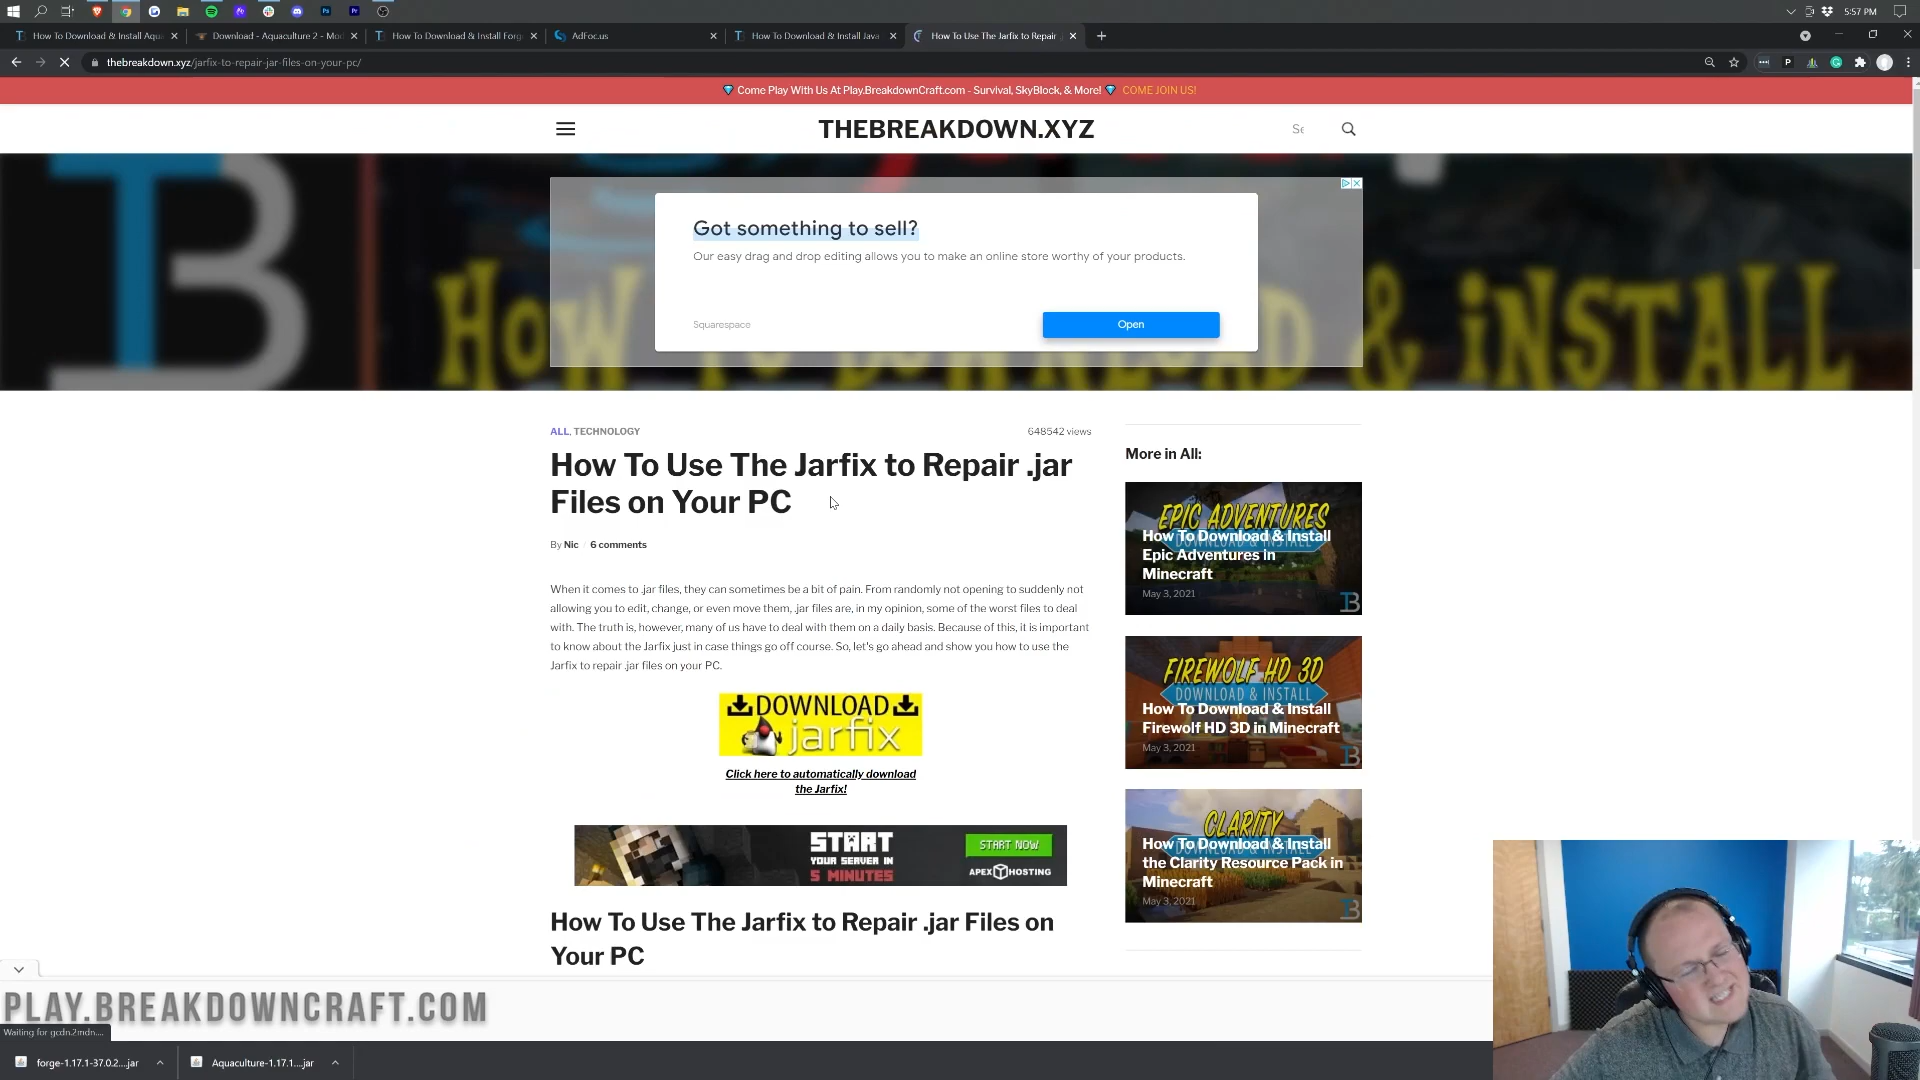 5:57 PM
How To Download & Install Aqua
Download - Aquaculture 2 - Mod
How To Download & Install Forg
AdFoc.us
How To Download & Install Java
How To Use The Jarfix to Repair .
thebreakdown.xyz/jarfix-to-repair-jar-files-on-your-pc/
Come Play With Us At Play.BreakdownCraft.com - Survival, SkyBlock, & More! COME JOIN US!
THEBREAKDOWN.XYZ
Se
Got something to sell?
Our easy drag and drop editing allows you to make an online store worthy of your products.
Squarespace
Open
HOW TO DOWNLOAD & INSTALL
ALL, TECHNOLOGY
648542 views
How To Use The Jarfix to Repair .jar
Files on Your PC
By Nic / 6 comments
When it comes to .jar files, they can sometimes be a bit of pain. From randomly not opening to suddenly not
allowing you to edit, change, or even move them, .jar files are, in my opinion, some of the worst files to deal
with. The truth is, however, many of us have to deal with them on a daily basis. Because of this, it is important
to know about the Jarfix just in case things go off course. So, let's go ahead and show you how to use the
Jarfix to repair .jar files on your PC.
DOWNLOAD
jarfix
Click here to automatically download
the Jarfix!
START
YOUR SERVER IN
5 MINUTES
START NOW
APEX HOSTING
How To Use The Jarfix to Repair .jar Files on
Your PC
More in All:
EPIC ADVENTURES
DOWNLOAD & INSTALL
How To Download & Install
Epic Adventures in
Minecraft
May 3, 2021
FIREWOLF HD 3D
DOWNLOAD & INSTALL
How To Download & Install
Firewolf HD 3D in Minecraft
May 3, 2021
CLARITY
DOWNLOAD & INSTALL
How To Download & Install
the Clarity Resource Pack in
Minecraft
May 3, 2021
PLAY.BREAKDOWNCRAFT.COM
Waiting for gcdn.2mdn....
forge-1.17.1-37.0.2....jar
Aquaculture-1.17.1....jar